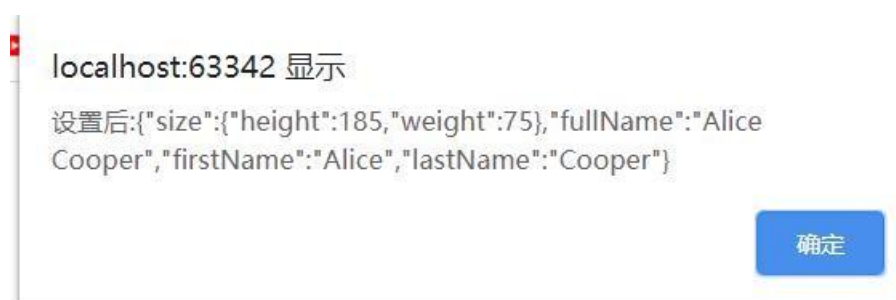 localhost:63342 显示
设置后:{"size":{"height":185,"weight":75},"fullName":"Alice
Cooper","firstName":"Alice","lastName":"Cooper"}
确定